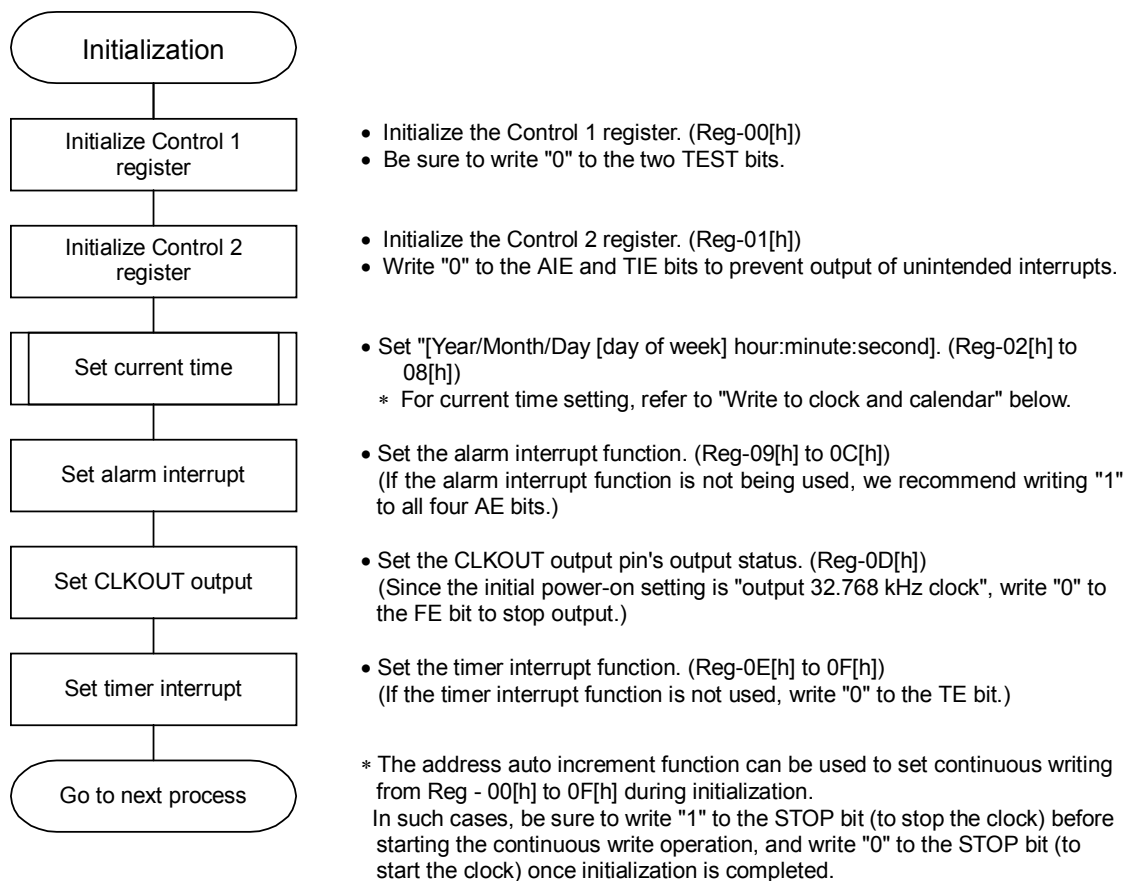 Initialization
Initialize Control 1
register
• Initialize the Control 1 register. (Reg-00[h])
• Be sure to write "0" to the two TEST bits.
Initialize Control 2
register
• Initialize the Control 2 register. (Reg-01[h])
• Write "0" to the AIE and TIE bits to prevent output of unintended interrupts.
Set current time
• Set "[Year/Month/Day [day of week] hour:minute:second]. (Reg-02[h] to
08[h])
* For current time setting, refer to "Write to clock and calendar" below.
Set alarm interrupt
• Set the alarm interrupt function. (Reg-09[h] to 0C[h])
(If the alarm interrupt function is not being used, we recommend writing "1"
to all four AE bits.)
Set CLKOUT output
• Set the CLKOUT output pin's output status. (Reg-0D[h])
(Since the initial power-on setting is "output 32.768 kHz clock", write "0" to
the FE bit to stop output.)
Set timer interrupt
• Set the timer interrupt function. (Reg-0E[h] to 0F[h])
(If the timer interrupt function is not used, write "0" to the TE bit.)
Go to next process
* The address auto increment function can be used to set continuous writing
from Reg - 00[h] to 0F[h] during initialization.
In such cases, be sure to write "1" to the STOP bit (to stop the clock) before
starting the continuous write operation, and write "0" to the STOP bit (to
start the clock) once initialization is completed.